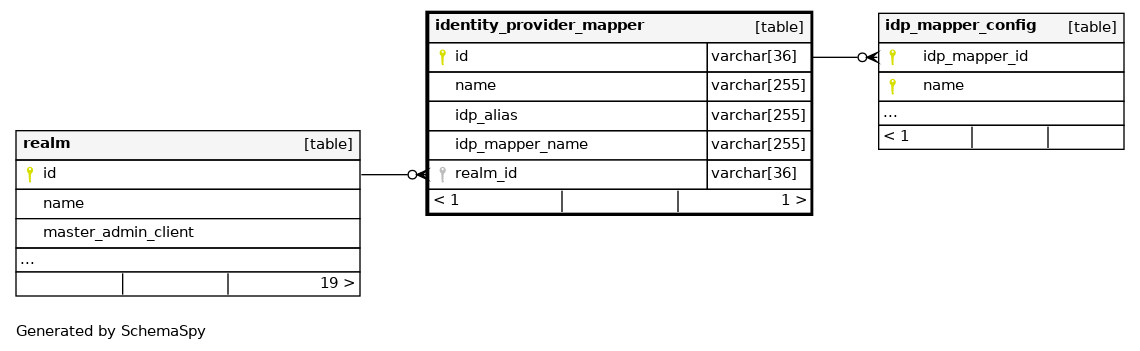 identity_provider_mapper [table]
id varchar[36]
name varchar[255]
idp_alias varchar[255]
idp_mapper_name varchar[255]
realm_id varchar[36]
< 1 1 >
idp_mapper_config [table]
idp_mapper_id
name
...
< 1
realm [table]
id
name
master_admin_client
...
19 >
Generated by SchemaSpy